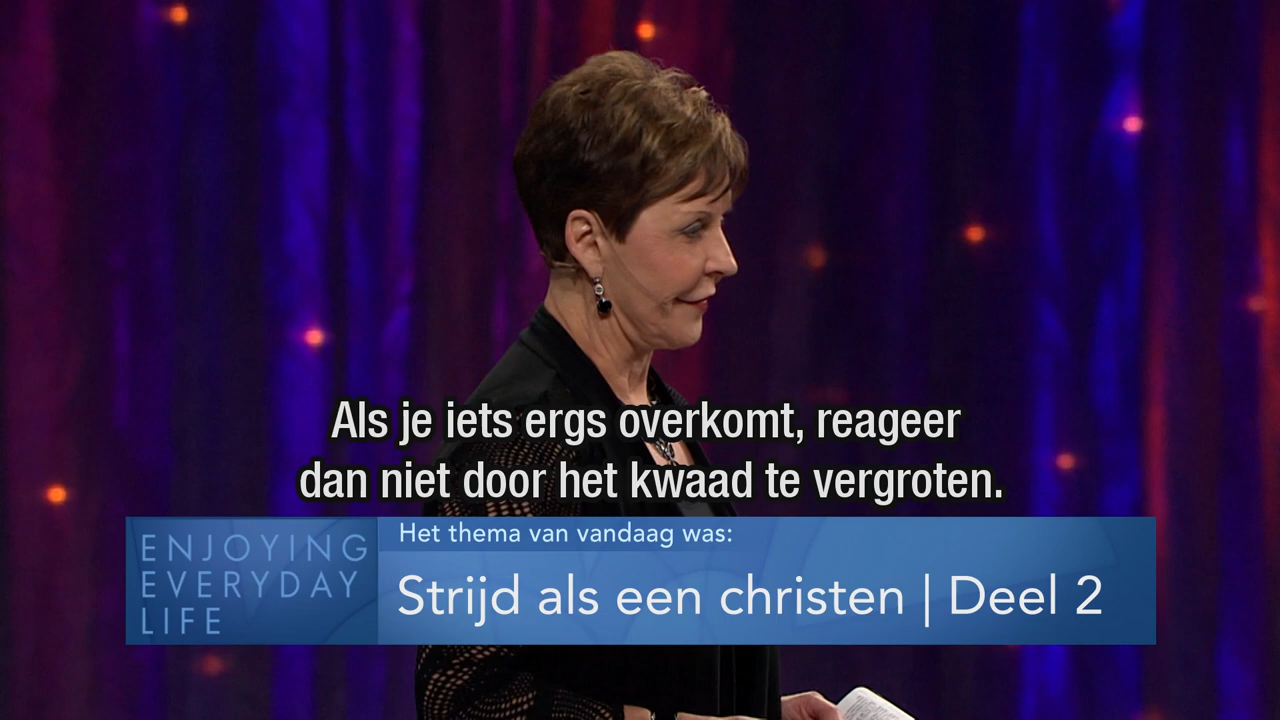 Als je iets ergs overkomt, reageer
dan niet door het kwaad te vergroten.
Het thema van vandaag was:
ENJOYING
EVERYDAY
LIFE
Strijd als een christen | Deel 2